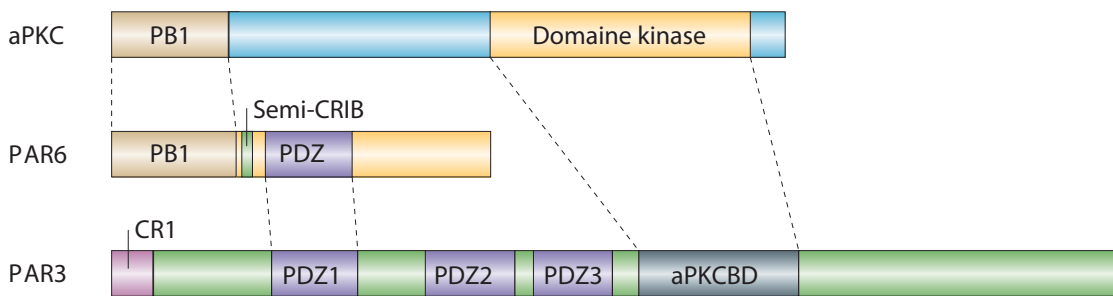 aPKC PB1 Domaine kinase
Semi-CRIB
PAR6 PB1 PDZ
CR1
PAR3 PDZ1 PDZ2 PDZ3 aPKCBD